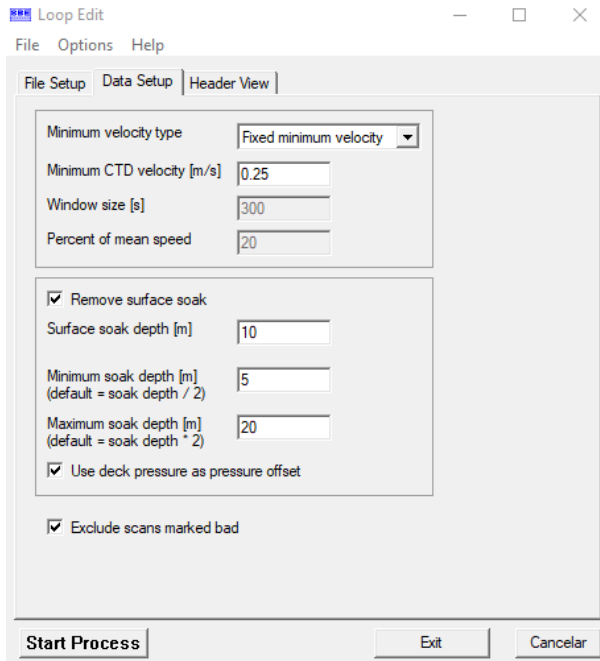 SBE Loop Edit
File Options Help
File Setup Data Setup Header View
Minimum velocity type Fixed minimum velocity
Minimum CTD velocity [m/s] 0.25
Window size [s] 300
Percent of mean speed 20
Remove surface soak
Surface soak depth [m] 10
Minimum soak depth [m] 5
(default = soak depth / 2)
Maximum soak depth [m] 20
(default = soak depth * 2)
Use deck pressure as pressure offset
Exclude scans marked bad
Start Process Exit Cancelar